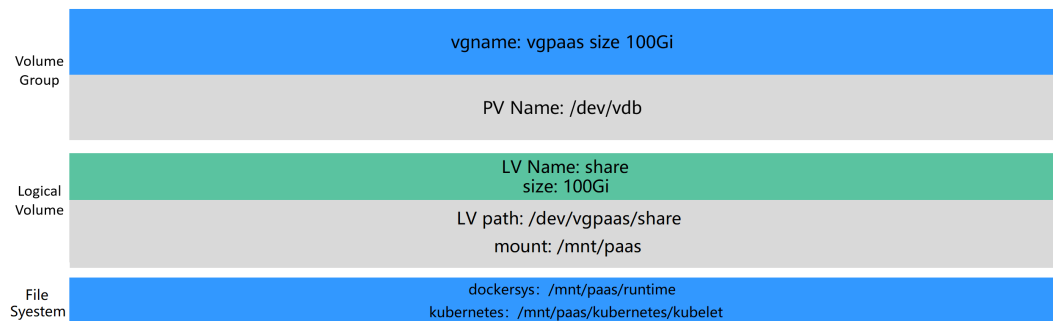 Volume
Group
vgname: vgpaas size 100Gi
PV Name: /dev/vdb
Logical
Volume
LV Name: share
size: 100Gi
LV path: /dev/vgpaas/share
mount: /mnt/paas
File
Syestem
dockersys：/mnt/paas/runtime
kubernetes：/mnt/paas/kubernetes/kubelet